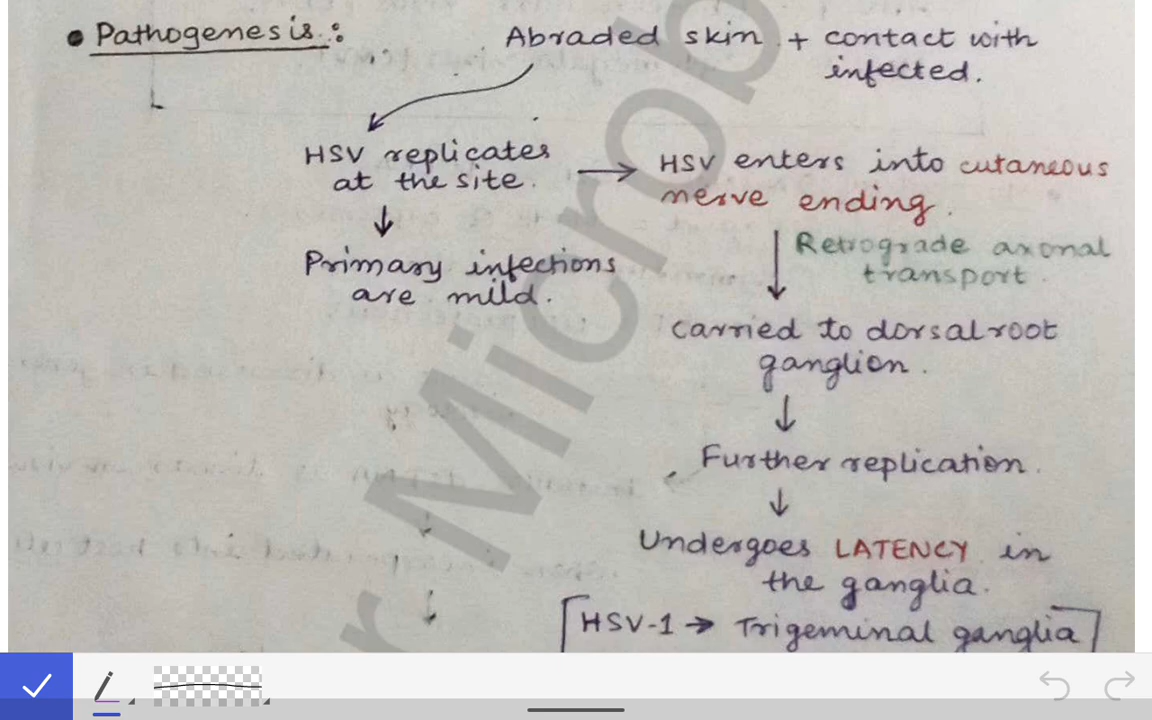 • Pathogenesis :
Abraded skin + contact with
infected.
HSV replicates
at the site.
→ HSV enters into cutaneous
nerve ending.
↓
Primary infections
are mild.
↓ Retrograde axonal
transport.
Carried to dorsal root
ganglion.
↓
Further replication.
↓
Undergoes LATENCY in
the ganglia.
[HSV-1 → Trigeminal ganglia]
r Microb